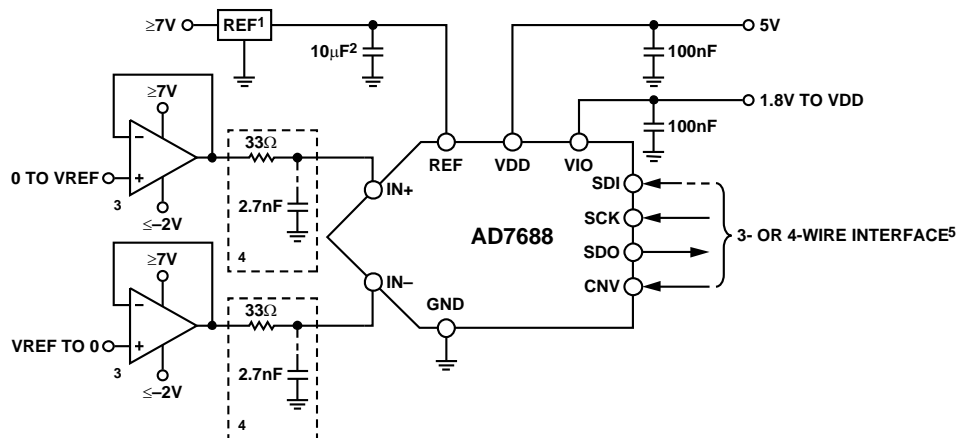 ≥7V REF¹ 10μF² 100nF 5V
100nF 1.8V TO VDD
≥7V
−
+
0 TO VREF
3
≤–2V
33Ω
2.7nF
4
REF VDD VIO
IN+
IN–
AD7688
GND
SDI
SCK
SDO
CNV
3- OR 4-WIRE INTERFACE⁵
≥7V
−
+
VREF TO 0
3
≤–2V
33Ω
2.7nF
4